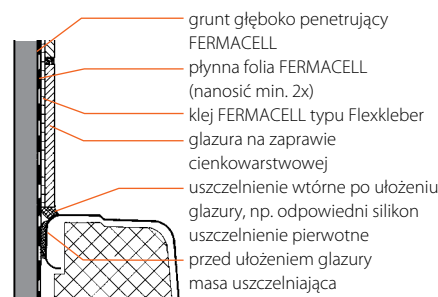 grunt głęboko penetrujący
FERMACELL
płynna folia FERMACELL
(nanosić min. 2x)
klej FERMACELL typu Flexkleber
glazura na zaprawie
cienkowarstwowej
uszczelnienie wtórne po ułożeniu
glazury, np. odpowiedni silikon
uszczelnienie pierwotne
przed ułożeniem glazury
masa uszczelniająca